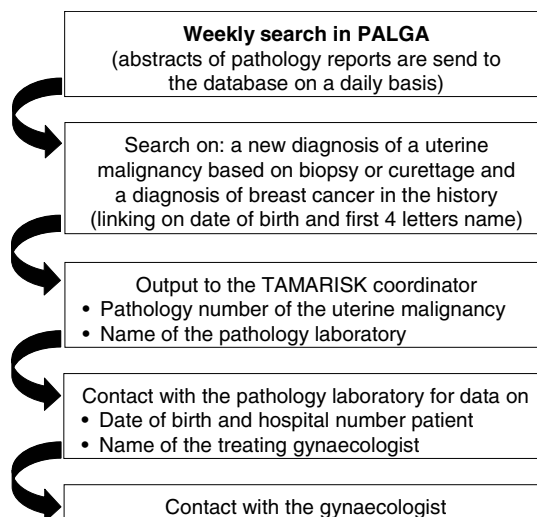 Weekly search in PALGA
(abstracts of pathology reports are send to
the database on a daily basis)
Search on: a new diagnosis of a uterine
malignancy based on biopsy or curettage and
a diagnosis of breast cancer in the history
(linking on date of birth and first 4 letters name)
Output to the TAMARISK coordinator
• Pathology number of the uterine malignancy
• Name of the pathology laboratory
Contact with the pathology laboratory for data on
• Date of birth and hospital number patient
• Name of the treating gynaecologist
Contact with the gynaecologist